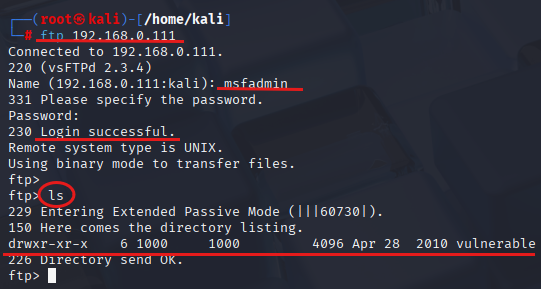 ┌──(root㉿kali)-[/home/kali]
└─# ftp 192.168.0.111
Connected to 192.168.0.111.
220 (vsFTPd 2.3.4)
Name (192.168.0.111:kali): msfadmin
331 Please specify the password.
Password:
230 Login successful.
Remote system type is UNIX.
Using binary mode to transfer files.
ftp>
ftp> ls
229 Entering Extended Passive Mode (|||60730|).
150 Here comes the directory listing.
drwxr-xr-x    6 1000     1000         4096 Apr 28  2010 vulnerable
226 Directory send OK.
ftp>